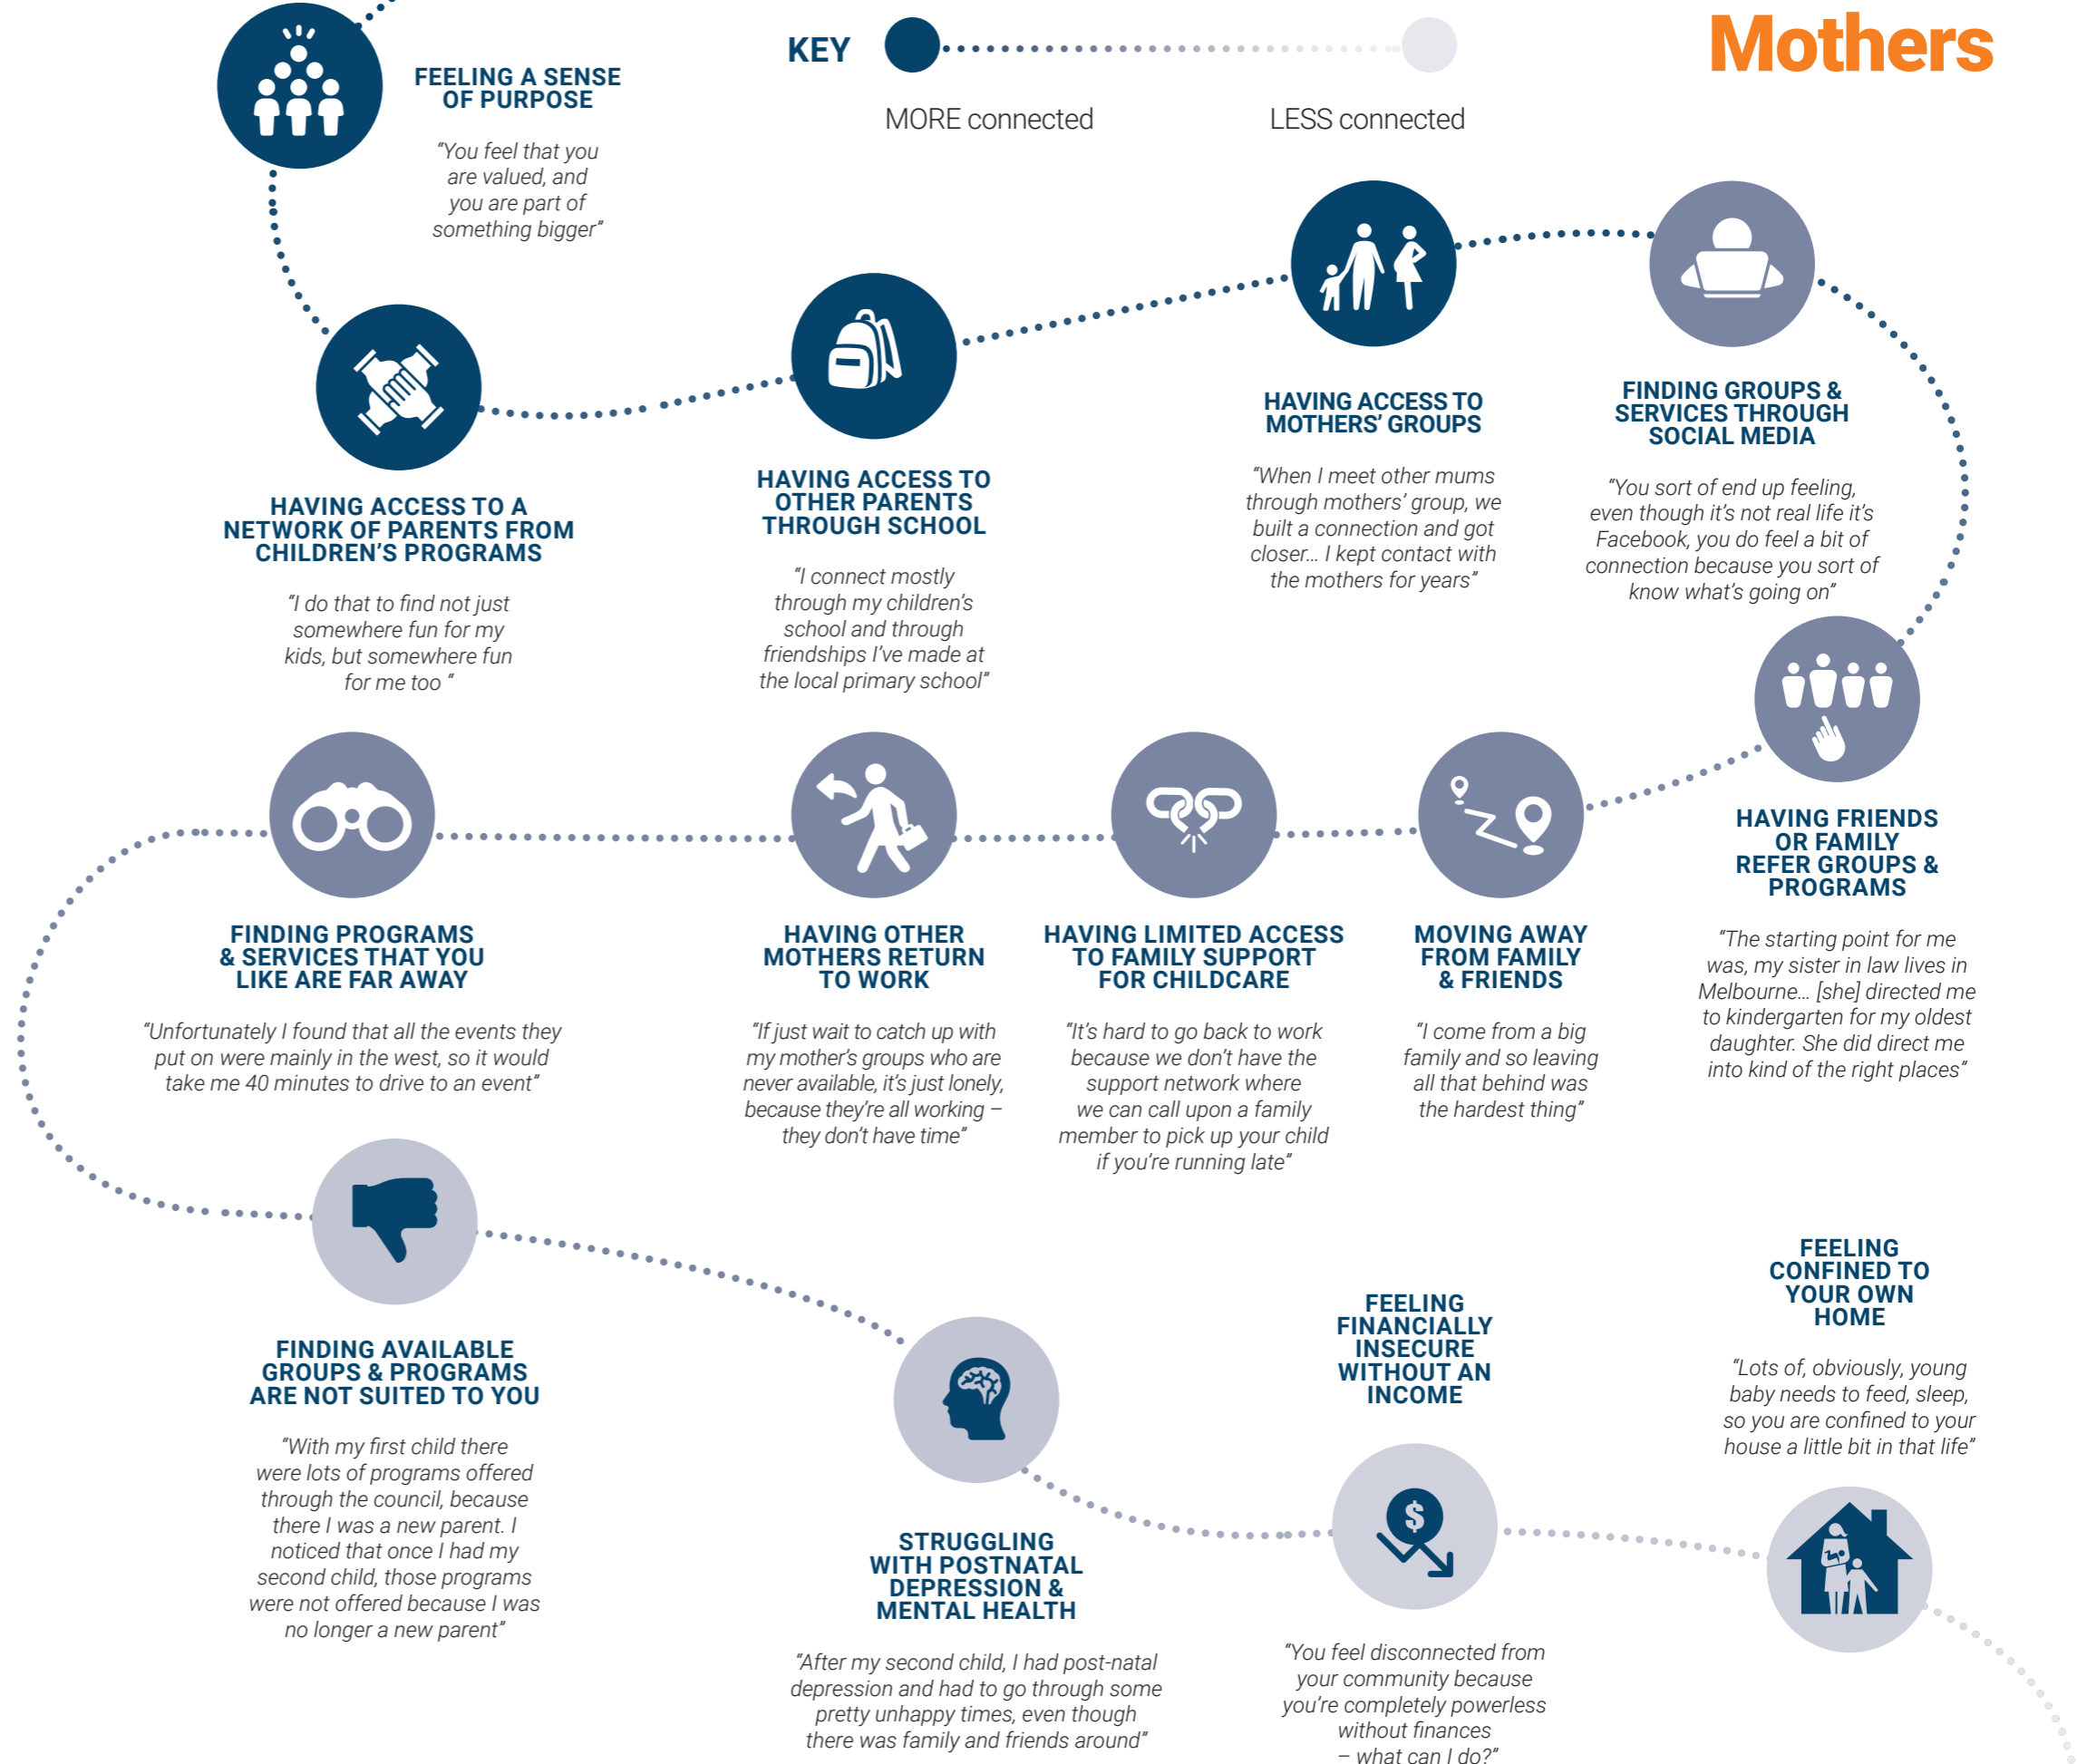 Mothers
KEY
MORE connected
LESS connected
FEELING A SENSE
OF PURPOSE
"You feel that you
are valued, and
you are part of
something bigger"
HAVING ACCESS TO A
NETWORK OF PARENTS FROM
CHILDREN'S PROGRAMS
"I do that to find not just
somewhere fun for my
kids, but somewhere fun
for me too "
HAVING ACCESS TO
OTHER PARENTS
THROUGH SCHOOL
"I connect mostly
through my children's
school and through
friendships I've made at
the local primary school"
HAVING ACCESS TO
MOTHERS' GROUPS
"When I meet other mums
through mothers' group, we
built a connection and got
closer... I kept contact with
the mothers for years"
FINDING GROUPS &
SERVICES THROUGH
SOCIAL MEDIA
"You sort of end up feeling,
even though it's not real life it's
Facebook, you do feel a bit of
connection because you sort of
know what's going on"
HAVING FRIENDS
OR FAMILY
REFER GROUPS &
PROGRAMS
"The starting point for me
was, my sister in law lives in
Melbourne... [she] directed me
to kindergarten for my oldest
daughter. She did direct me
into kind of the right places"
MOVING AWAY
FROM FAMILY
& FRIENDS
"I come from a big
family and so leaving
all that behind was
the hardest thing"
HAVING LIMITED ACCESS
TO FAMILY SUPPORT
FOR CHILDCARE
"It's hard to go back to work
because we don't have the
support network where
we can call upon a family
member to pick up your child
if you're running late"
HAVING OTHER
MOTHERS RETURN
TO WORK
"If just wait to catch up with
my mother's groups who are
never available, it's just lonely,
because they're all working –
they don't have time"
FINDING PROGRAMS
& SERVICES THAT YOU
LIKE ARE FAR AWAY
"Unfortunately I found that all the events they
put on were mainly in the west, so it would
take me 40 minutes to drive to an event"
FINDING AVAILABLE
GROUPS & PROGRAMS
ARE NOT SUITED TO YOU
"With my first child there
were lots of programs offered
through the council, because
there I was a new parent. I
noticed that once I had my
second child, those programs
were not offered because I was
no longer a new parent"
STRUGGLING
WITH POSTNATAL
DEPRESSION &
MENTAL HEALTH
"After my second child, I had post-natal
depression and had to go through some
pretty unhappy times, even though
there was family and friends around"
FEELING
FINANCIALLY
INSECURE
WITHOUT AN
INCOME
$
"You feel disconnected from
your community because
you're completely powerless
without finances
– what can I do?"
FEELING
CONFINED TO
YOUR OWN
HOME
"Lots of, obviously, young
baby needs to feed, sleep,
so you are confined to your
house a little bit in that life"